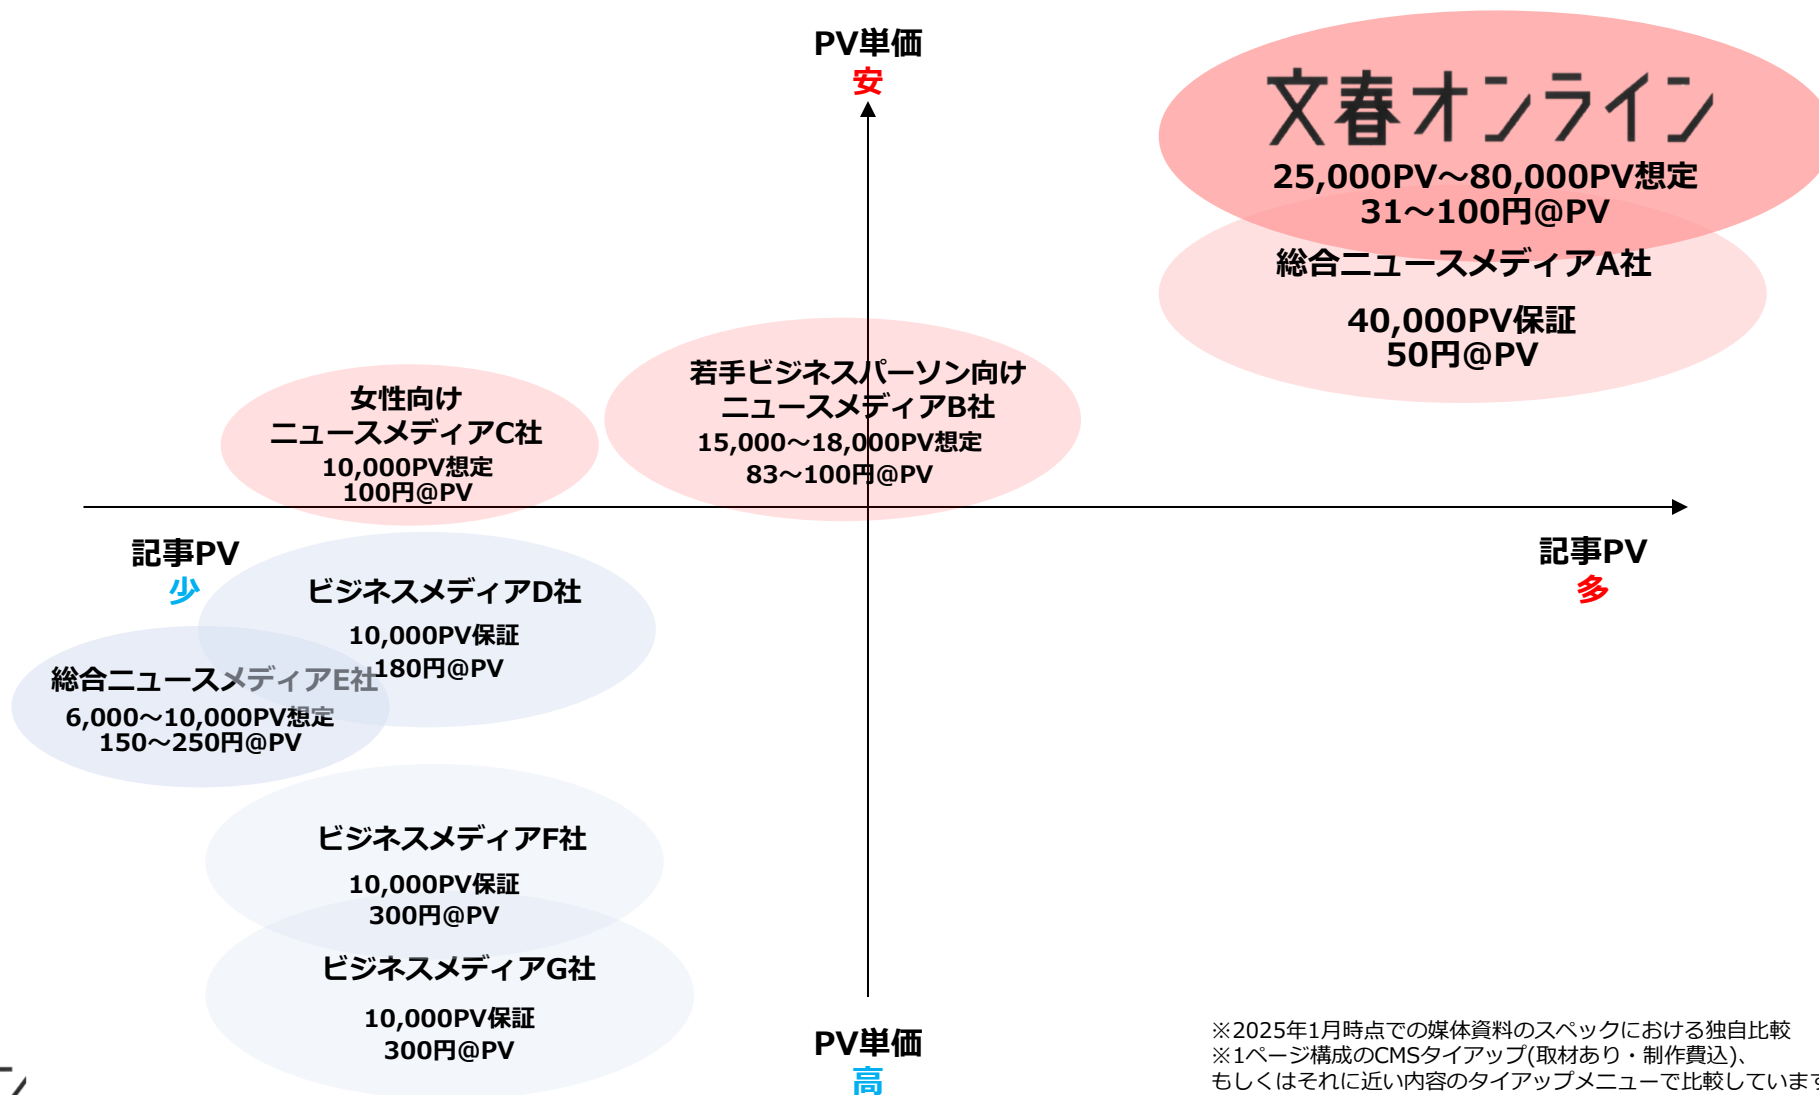 PV単価
安
文春オンライン
25,000PV～80,000PV想定
31～100円@PV
総合ニュースメディアA社
40,000PV保証
50円@PV
若手ビジネスパーソン向け
ニュースメディアB社
15,000～18,000PV想定
83～100円@PV
女性向け
ニュースメディアC社
10,000PV想定
100円@PV
記事PV
少
記事PV
多
ビジネスメディアD社
10,000PV保証
180円@PV
総合ニュースメディアE社
6,000～10,000PV想定
150～250円@PV
ビジネスメディアF社
10,000PV保証
300円@PV
ビジネスメディアG社
10,000PV保証
300円@PV
PV単価
高
※2025年1月時点での媒体資料のスペックにおける独自比較
※1ページ構成のCMSタイアップ(取材あり・制作費込)、
もしくはそれに近い内容のタイアップメニューで比較しています
ン